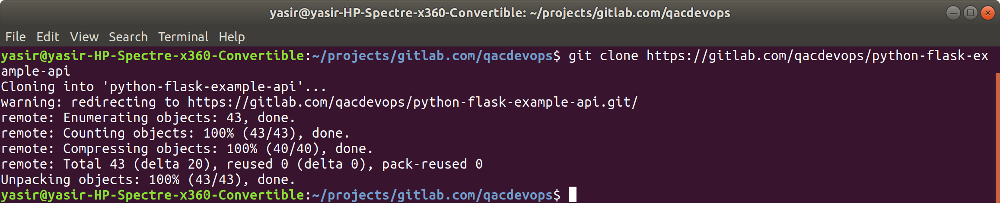 yasir@yasir-HP-Spectre-x360-Convertible: ~/projects/gitlab.com/qacdevops
File Edit View Search Terminal Help
yasir@yasir-HP-Spectre-x360-Convertible:~/projects/gitlab.com/qacdevops$ git clone https://gitlab.com/qacdevops/python-flask-ex
ample-api
Cloning into 'python-flask-example-api'...
warning: redirecting to https://gitlab.com/qacdevops/python-flask-example-api.git/
remote: Enumerating objects: 43, done.
remote: Counting objects: 100% (43/43), done.
remote: Compressing objects: 100% (40/40), done.
remote: Total 43 (delta 20), reused 0 (delta 0), pack-reused 0
Unpacking objects: 100% (43/43), done.
yasir@yasir-HP-Spectre-x360-Convertible:~/projects/gitlab.com/qacdevops$